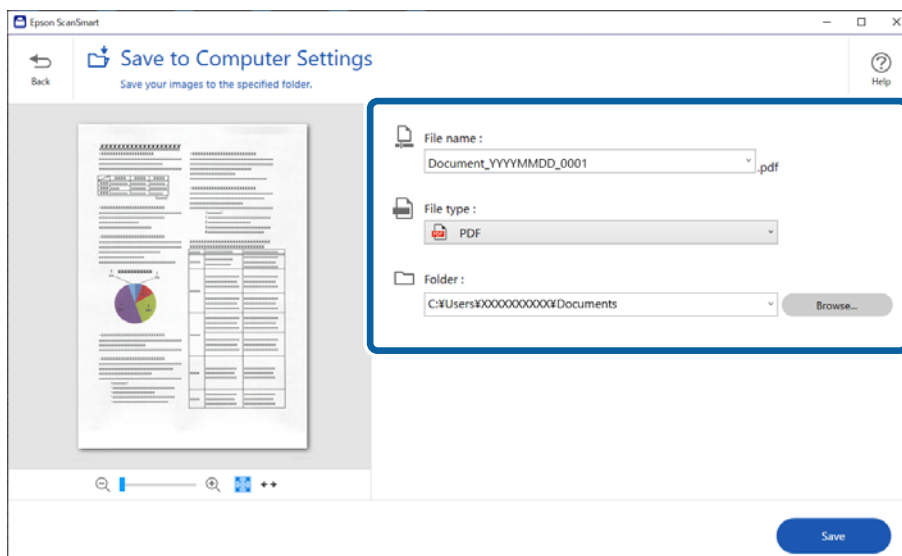 Epson ScanSmart
Back
Save to Computer Settings
Save your images to the specified folder.
Help
File name :
Document_YYYYMMDD_0001
.pdf
File type :
PDF
Folder :
C:¥Users¥XXXXXXXXXX¥Documents
Browse...
Save